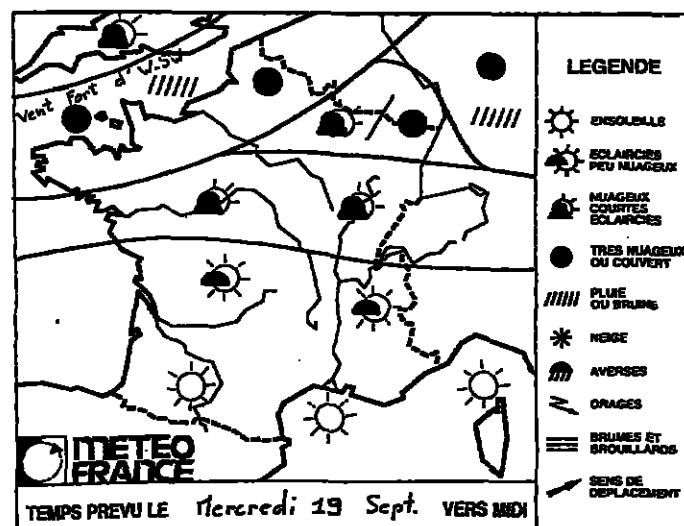 Vent Fort d'W.SW
METEO
FRANCE
TEMPS PREVU LE Mercredi 19 Sept. VERS MIDI
LEGENDE
ENSOLEILLE
ECLAIRCIES
PEU NUAGEUX
NUAGEUX
COURTES
ECLAIRCIES
TRES NUAGEUX
OU COUVERT
PLUIE
OU BRUINE
NEIGE
AVERSES
ORAGES
BRUMES ET
BROUILLARDS
SENS DE
DEPLACEMENT